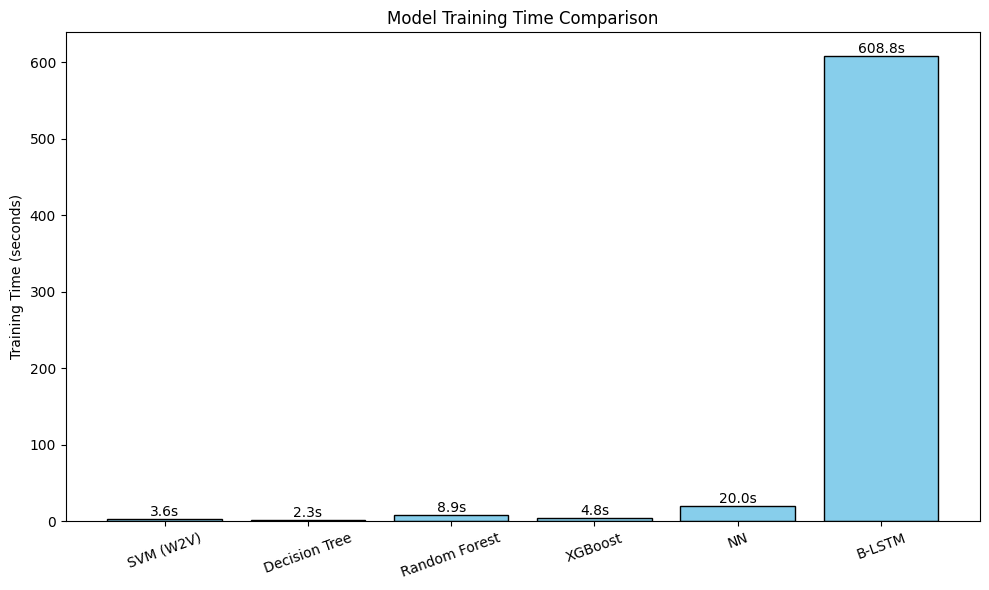 Model Training Time Comparison
Training Time (seconds)
600
500
400
300
200
100
0
3.6s
2.3s
8.9s
4.8s
20.0s
608.8s
SVM (W2V)
Decision Tree
Random Forest
XGBoost
NN
B-LSTM